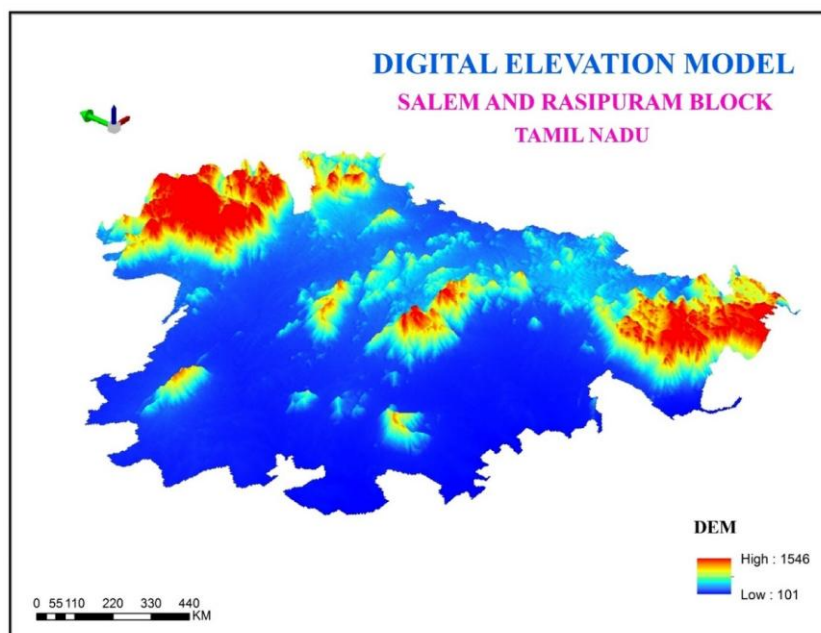 DIGITAL ELEVATION MODEL
SALEM AND RASIPURAM BLOCK
TAMIL NADU
DEM
High : 1546
Low : 101
0 55 110 220 330 440
KM